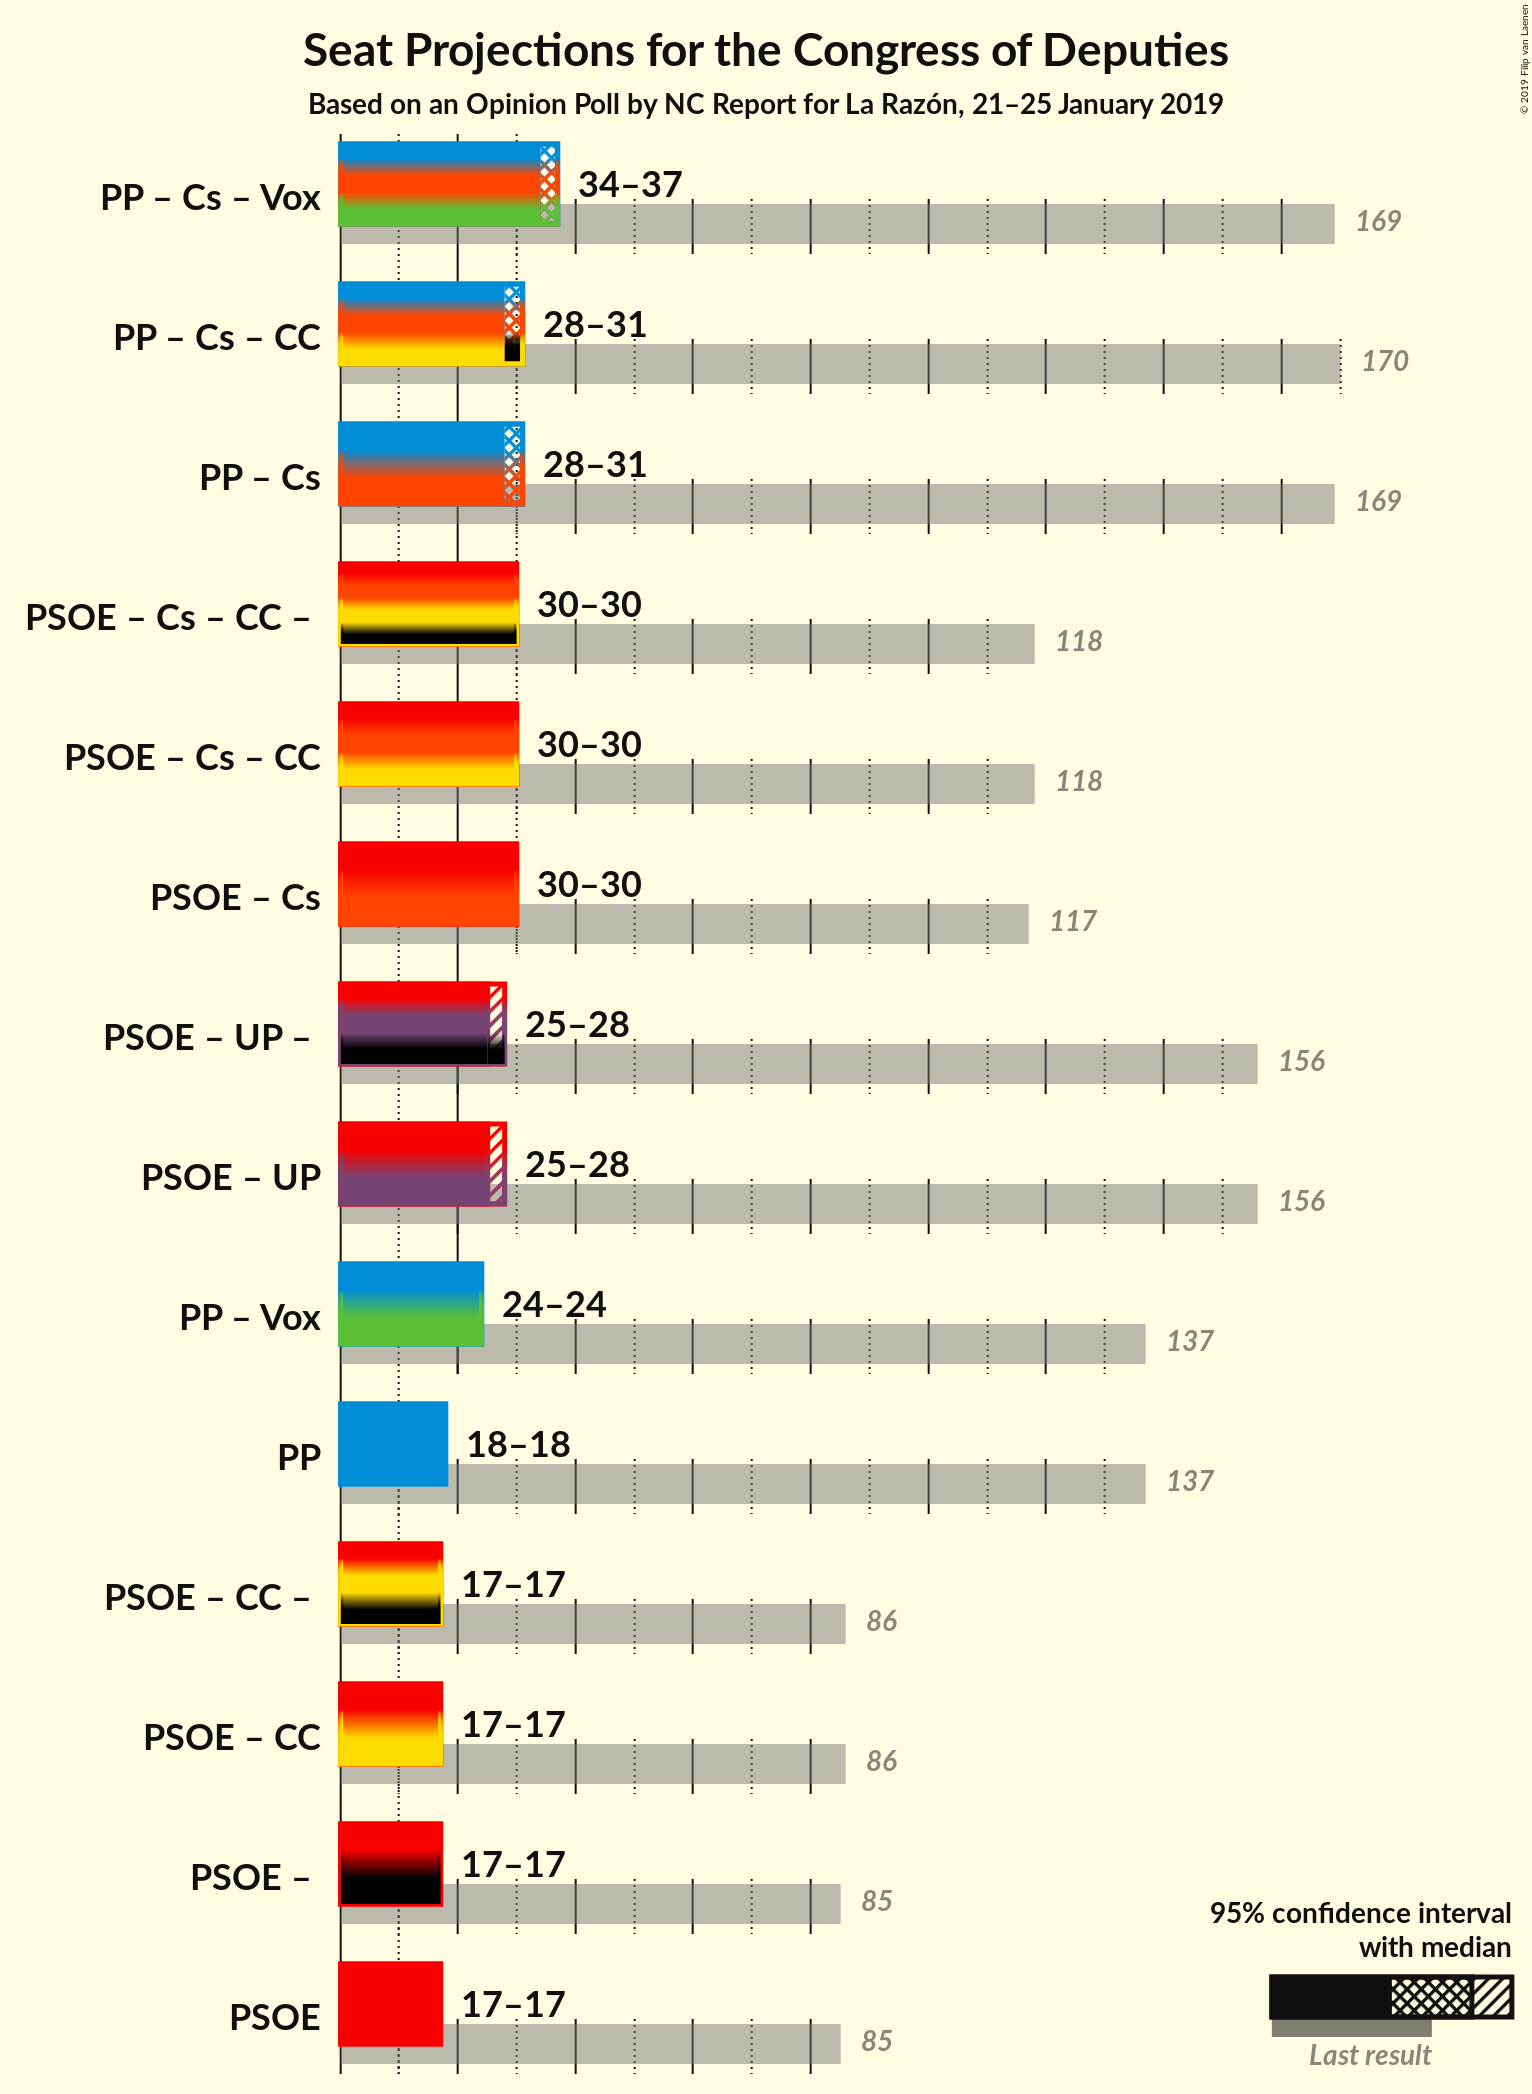 Seat Projections for the Congress of Deputies
Based on an Opinion Poll by NC Report for La Razón, 21–25 January 2019
© 2019 Filip van Laenen
PP – Cs – Vox
34–37
169
PP – Cs – CC
28–31
170
PP – Cs
28–31
169
PSOE – Cs – CC –
30–30
118
PSOE – Cs – CC
30–30
118
PSOE – Cs
30–30
117
PSOE – UP –
25–28
156
PSOE – UP
25–28
156
PP – Vox
24–24
137
PP
18–18
137
PSOE – CC –
17–17
86
PSOE – CC
17–17
86
PSOE –
17–17
85
PSOE
17–17
85
95% confidence interval
with median
Last result